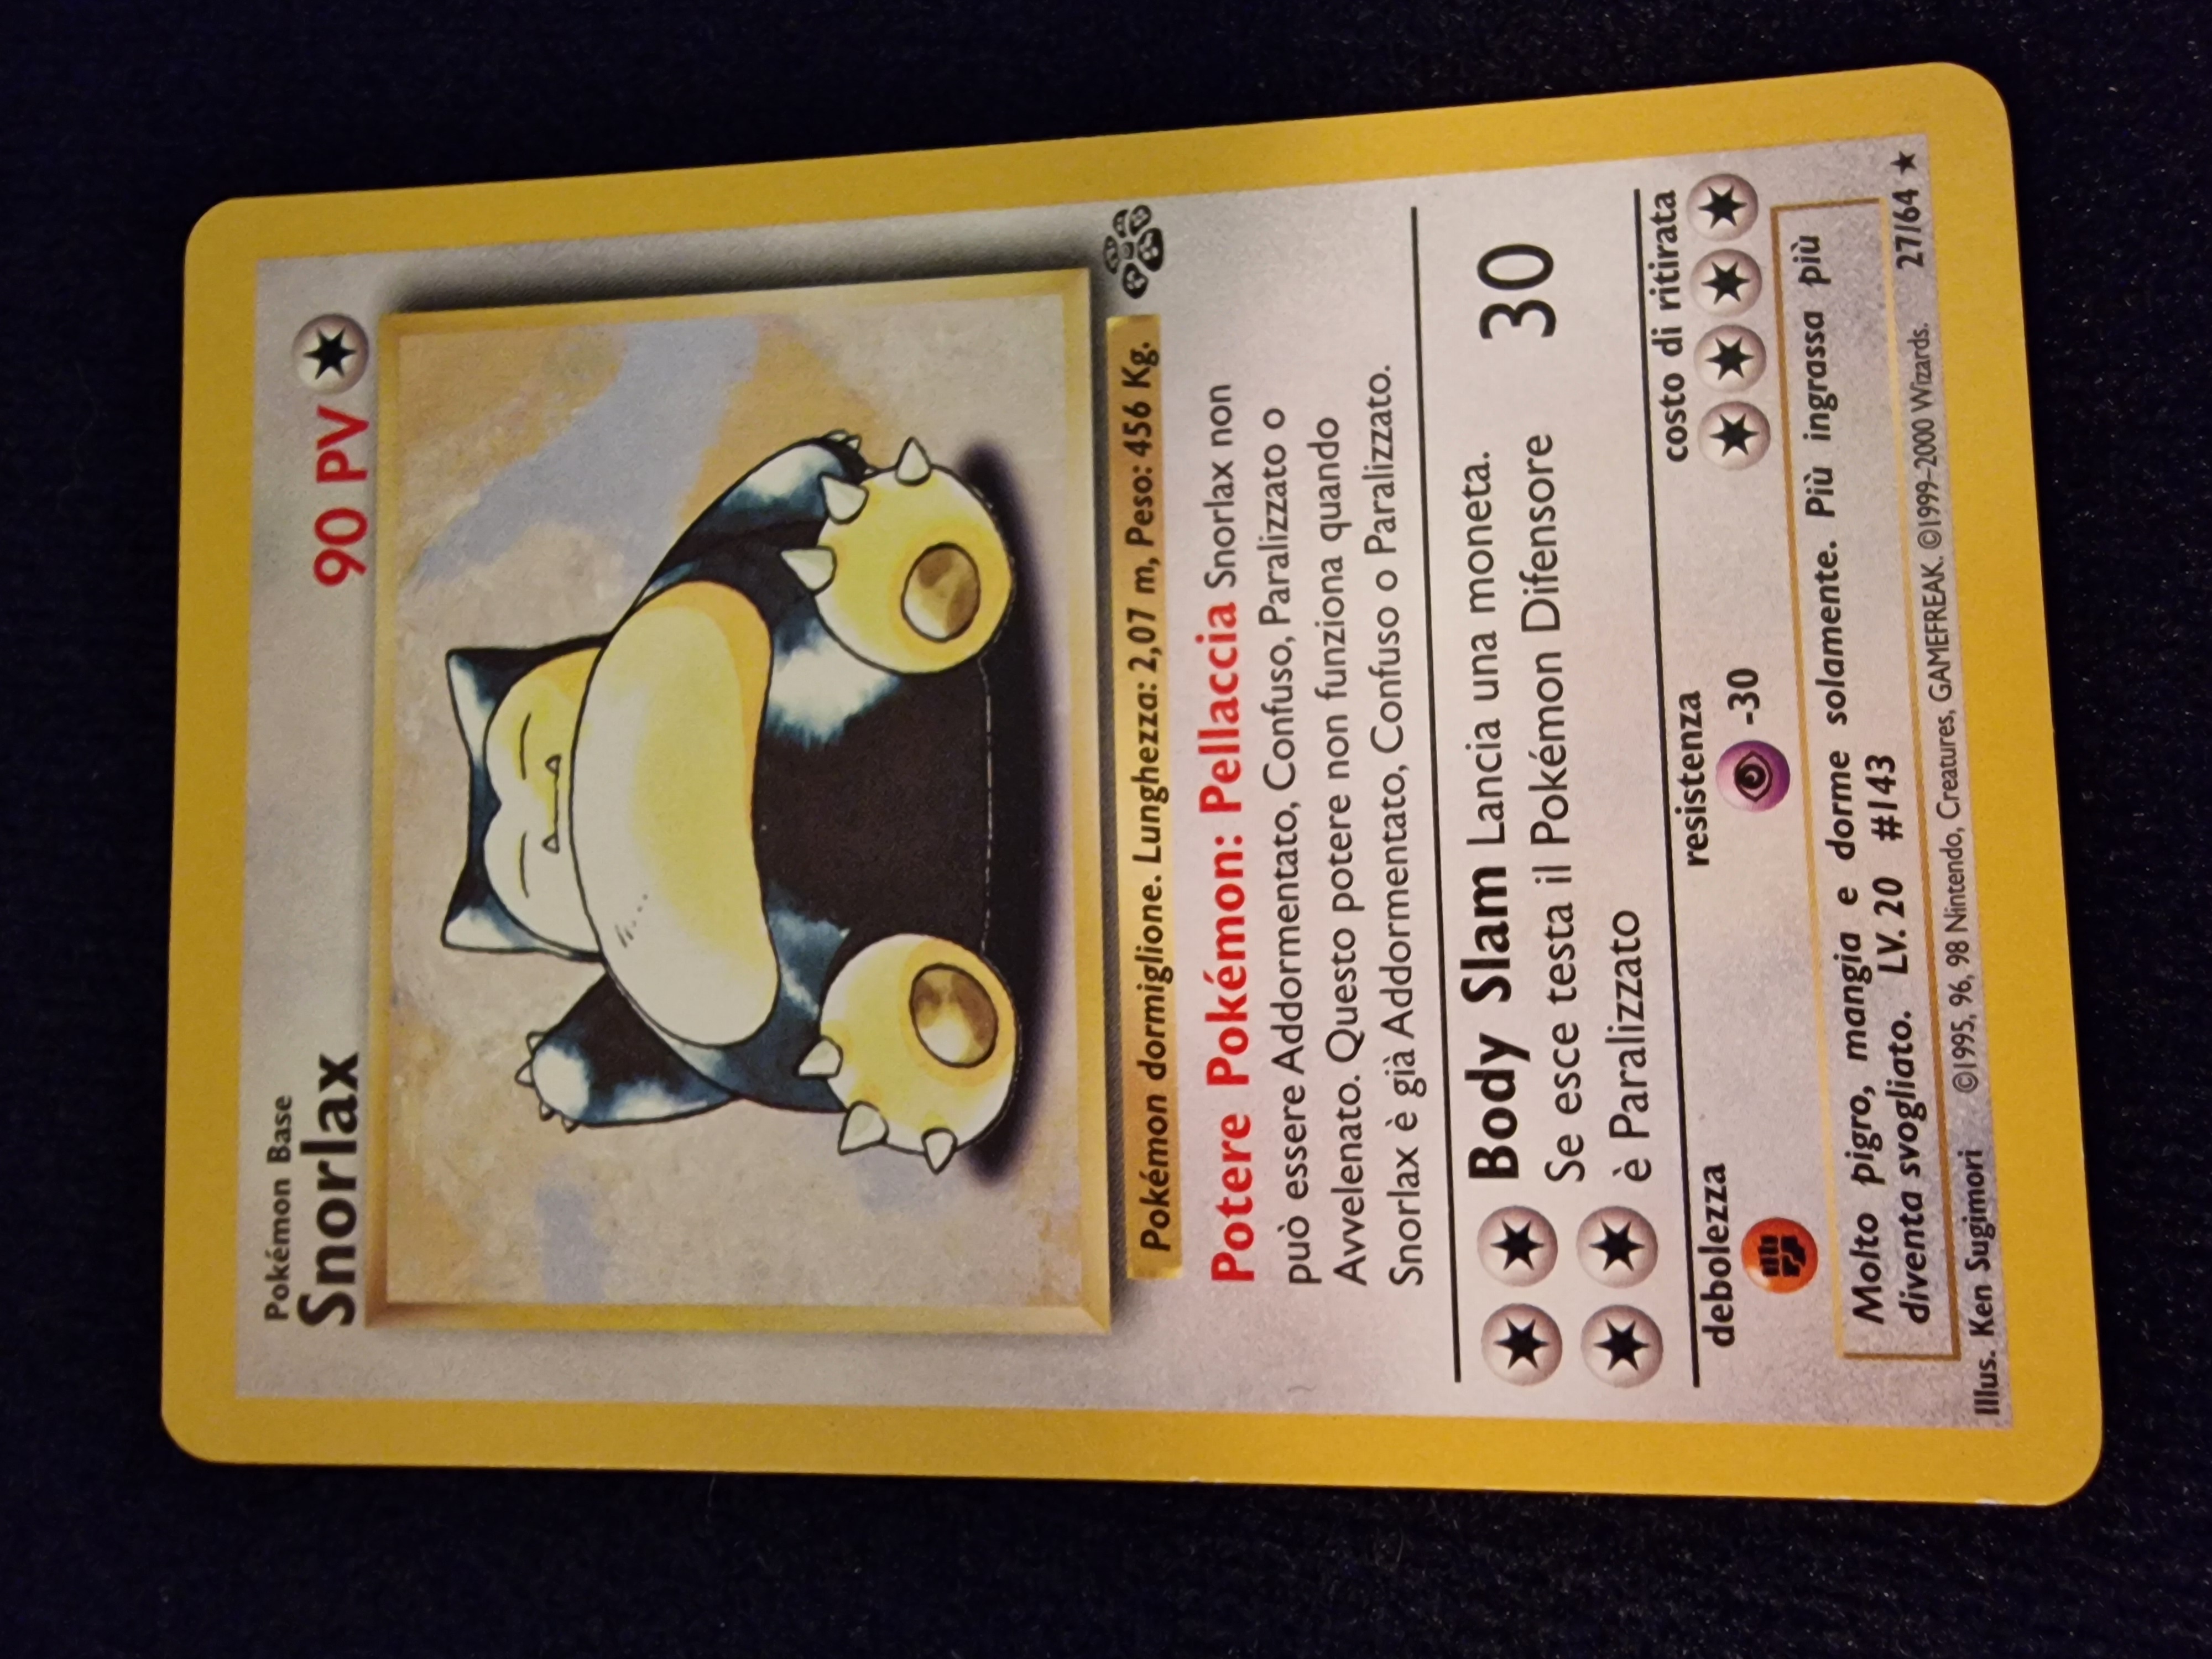 Pokémon Base
Snorlax
90 PV
Pokémon dormiglione. Lunghezza: 2,07 m, Peso: 456 Kg.
Potere Pokémon: Pellaccia Snorlax non
può essere Addormentato, Confuso, Paralizzato o
Avvelenato. Questo potere non funziona quando
Snorlax è già Addormentato, Confuso o Paralizzato.
Body Slam Lancia una moneta.
Se esce testa il Pokémon Difensore
è Paralizzato
30
debolezza
resistenza
-30
costo di ritirata
Molto pigro, mangia e dorme solamente. Più ingrassa più
diventa svogliato. LV. 20 #143
Illus. Ken Sugimori ©1995, 96, 98 Nintendo, Creatures, GAMEFREAK. ©1999-2000 Wizards. 27/64 ★